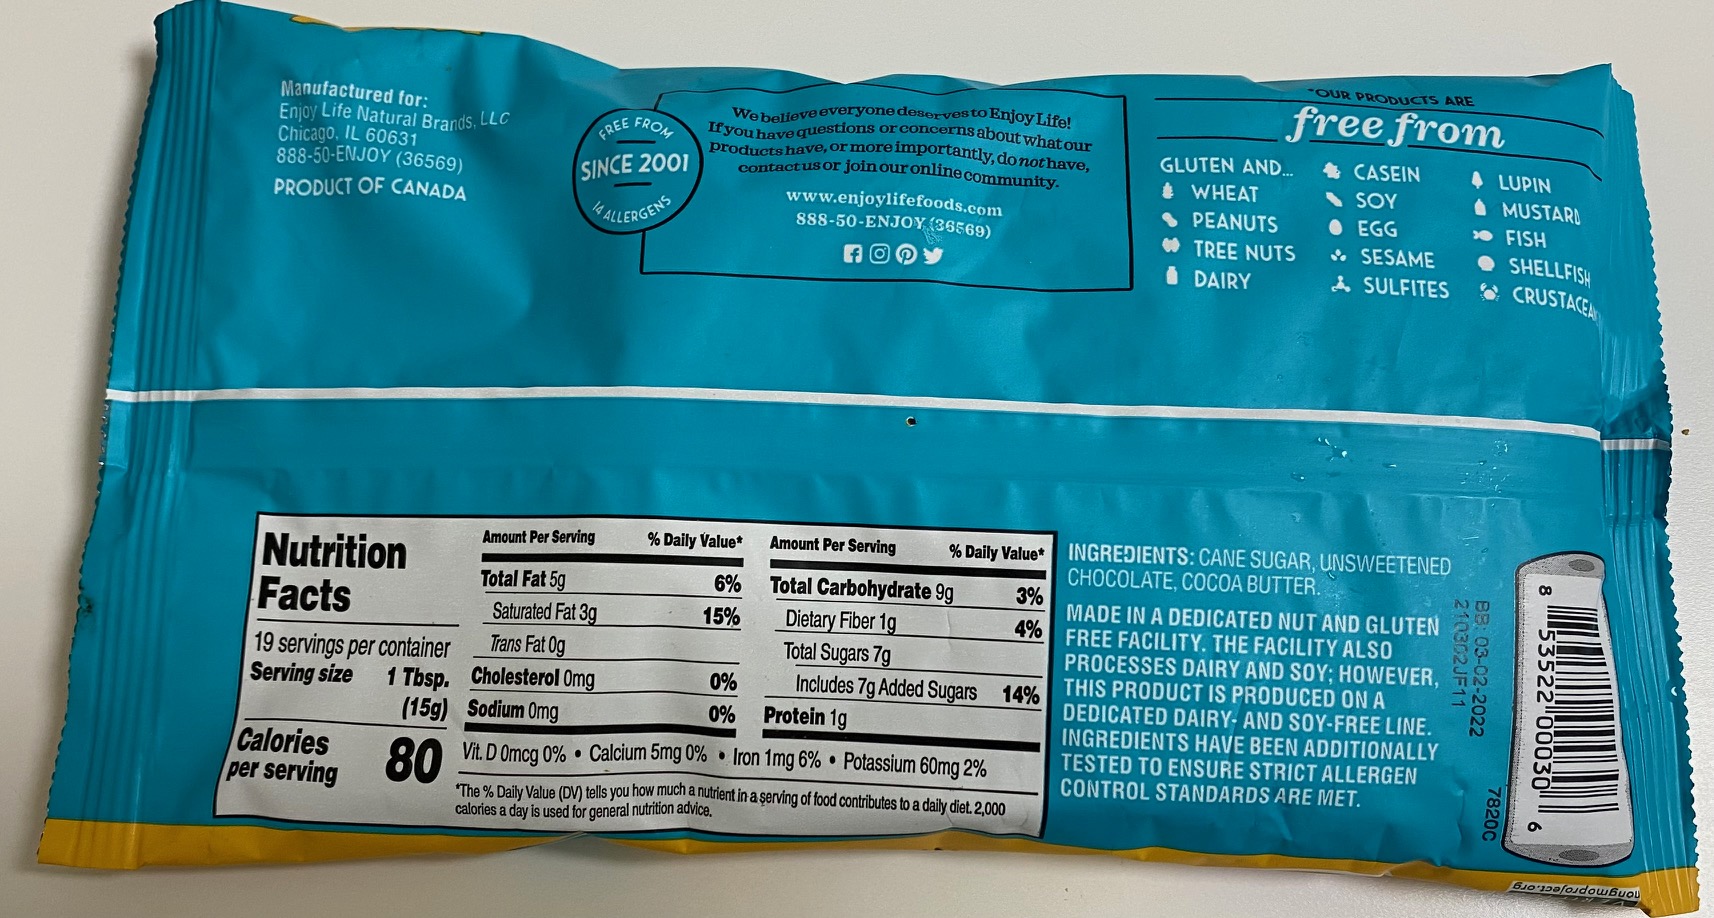 Manufactured for:
Enjoy Life Natural Brands, LLC
Chicago, IL 60631
888-50-ENJOY (36569)
PRODUCT OF CANADA
FREE FROM
SINCE 2001
14 ALLERGENS
We believe everyone deserves to Enjoy Life!
If you have questions or concerns about what our
products have, or more importantly, do not have,
contact us or join our online community.
www.enjoylifefoods.com
888-50-ENJOY (36569)
*OUR PRODUCTS ARE
free from
GLUTEN AND...
WHEAT
PEANUTS
TREE NUTS
DAIRY
CASEIN
SOY
EGG
SESAME
SULFITES
LUPIN
MUSTARD
FISH
SHELLFISH
Nutrition
Facts
19 servings per container
Serving size 1 Tbsp.
(15g)
Calories
per serving 80
Amount Per Serving % Daily Value*
Total Fat 5g 6%
Saturated Fat 3g 15%
Trans Fat 0g
Cholesterol 0mg 0%
Sodium 0mg 0%
Amount Per Serving % Daily Value*
Total Carbohydrate 9g 3%
Dietary Fiber 1g 4%
Total Sugars 7g
Includes 7g Added Sugars 14%
Protein 1g
Vit. D 0mcg 0% • Calcium 5mg 0% • Iron 1mg 6% • Potassium 60mg 2%
*The % Daily Value (DV) tells you how much a nutrient in a serving of food contributes to a daily diet. 2,000
calories a day is used for general nutrition advice.
INGREDIENTS: CANE SUGAR, UNSWEETENED
CHOCOLATE, COCOA BUTTER.
MADE IN A DEDICATED NUT AND GLUTEN
FREE FACILITY. THE FACILITY ALSO
PROCESSES DAIRY AND SOY; HOWEVER,
THIS PRODUCT IS PRODUCED ON A
DEDICATED DAIRY- AND SOY-FREE LINE.
INGREDIENTS HAVE BEEN ADDITIONALLY
TESTED TO ENSURE STRICT ALLERGEN
CONTROL STANDARDS ARE MET.
BB 03-02-2022
210302JF11
7820C
8 53522 00030 6
nongmoproject.org